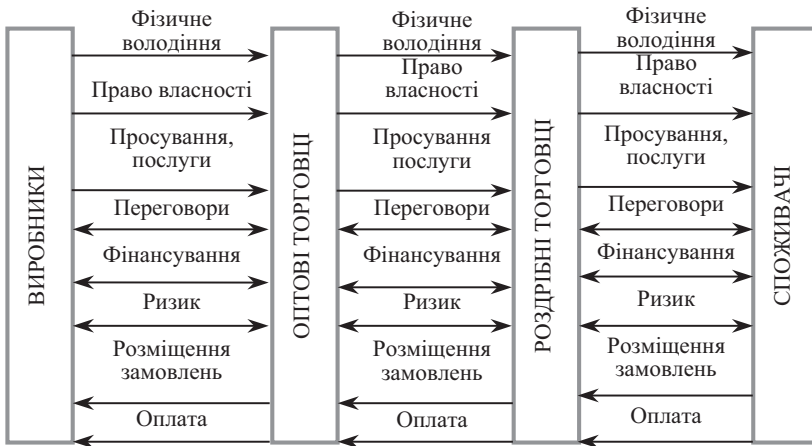 ВИРОБНИКИ
Фізичне
володіння
Право власності
Просування,
послуги
Переговори
Фінансування
Ризик
Розміщення
замовлень
Оплата
ОПТОВІ ТОРГОВЦІ
Фізичне
володіння
Право
власності
Просування
послуги
Переговори
Фінансування
Ризик
Розміщення
замовлень
Оплата
РОЗДРІБНІ ТОРГОВЦІ
Фізичне
володіння
Право
власності
Просування,
послуги
Переговори
Фінансування
Ризик
Розміщення
замовлень
Оплата
СПОЖИВАЧІ